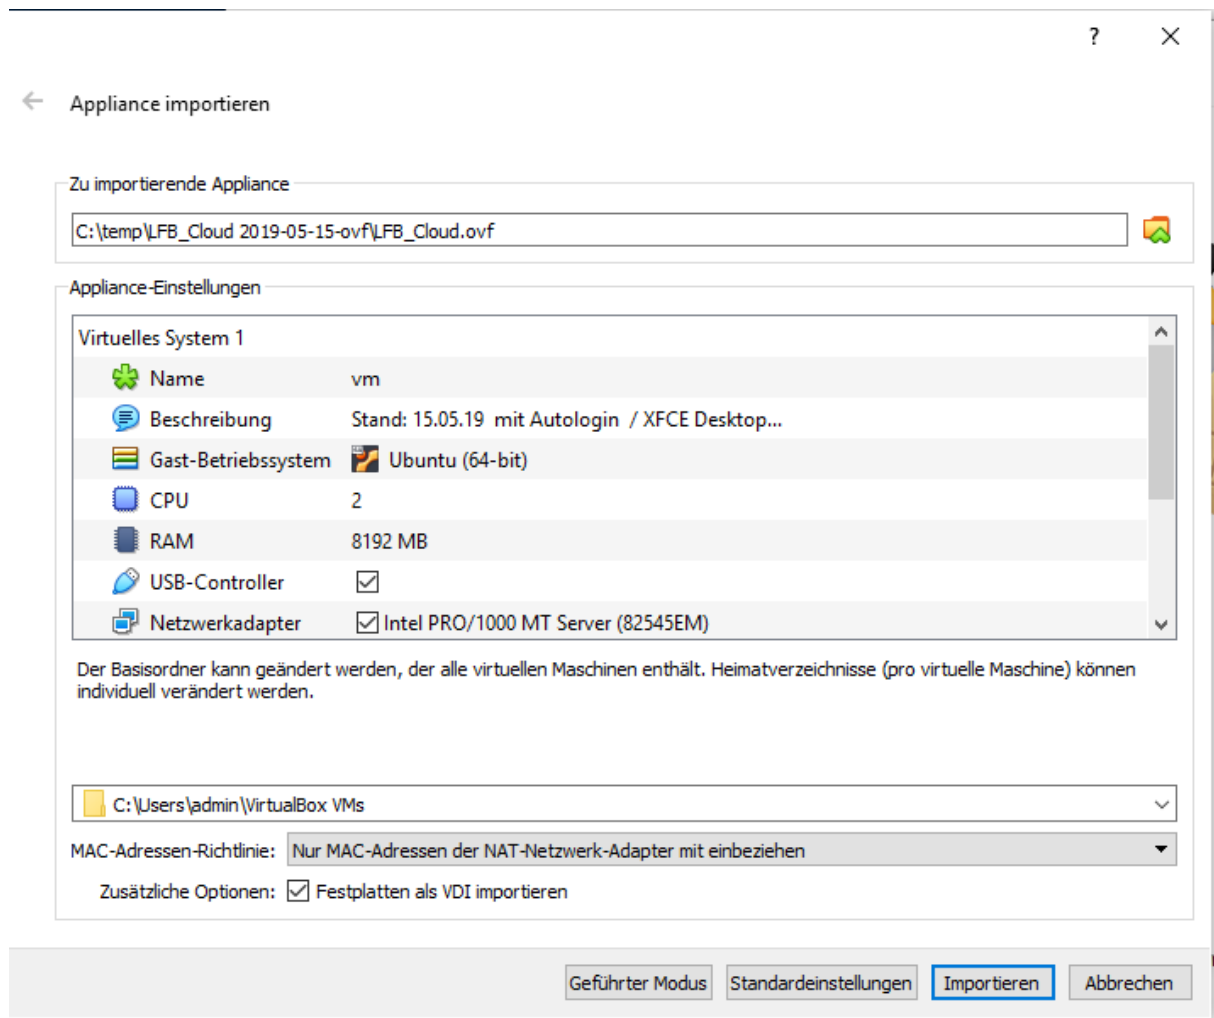 ?
Appliance importieren
Zu importierende Appliance
C:\temp\LFB_Cloud 2019-05-15-ovf\LFB_Cloud.ovf
Appliance-Einstellungen
Virtuelles System 1
Name vm
Beschreibung Stand: 15.05.19 mit Autologin / XFCE Desktop...
Gast-Betriebssystem Ubuntu (64-bit)
CPU 2
RAM 8192 MB
USB-Controller
Netzwerkadapter Intel PRO/1000 MT Server (82545EM)
Der Basisordner kann geändert werden, der alle virtuellen Maschinen enthält. Heimatverzeichnisse (pro virtuelle Maschine) können
individuell verändert werden.
C:\Users\admin\VirtualBox VMs
MAC-Adressen-Richtlinie: Nur MAC-Adressen der NAT-Netzwerk-Adapter mit einbeziehen
Zusätzliche Optionen: Festplatten als VDI importieren
Geführter Modus Standardeinstellungen Importieren Abbrechen